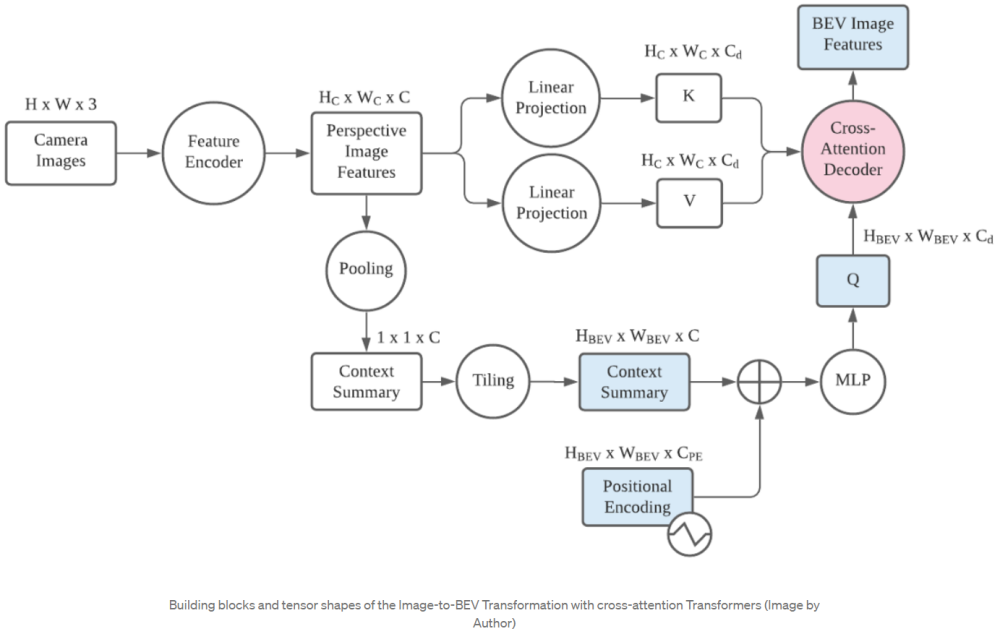 BEV Image
Features
H_C x W_C x C_d
Linear
Projection
K
H x W x 3
Camera
Images
Feature
Encoder
H_C x W_C x C
Perspective
Image
Features
Cross-
Attention
Decoder
H_C x W_C x C_d
Linear
Projection
V
H_BEV x W_BEV x C_d
Q
Pooling
1 x 1 x C
Context
Summary
Tiling
H_BEV x W_BEV x C
Context
Summary
MLP
H_BEV x W_BEV x C_PE
Positional
Encoding
Building blocks and tensor shapes of the Image-to-BEV Transformation with cross-attention Transformers (Image by
Author)